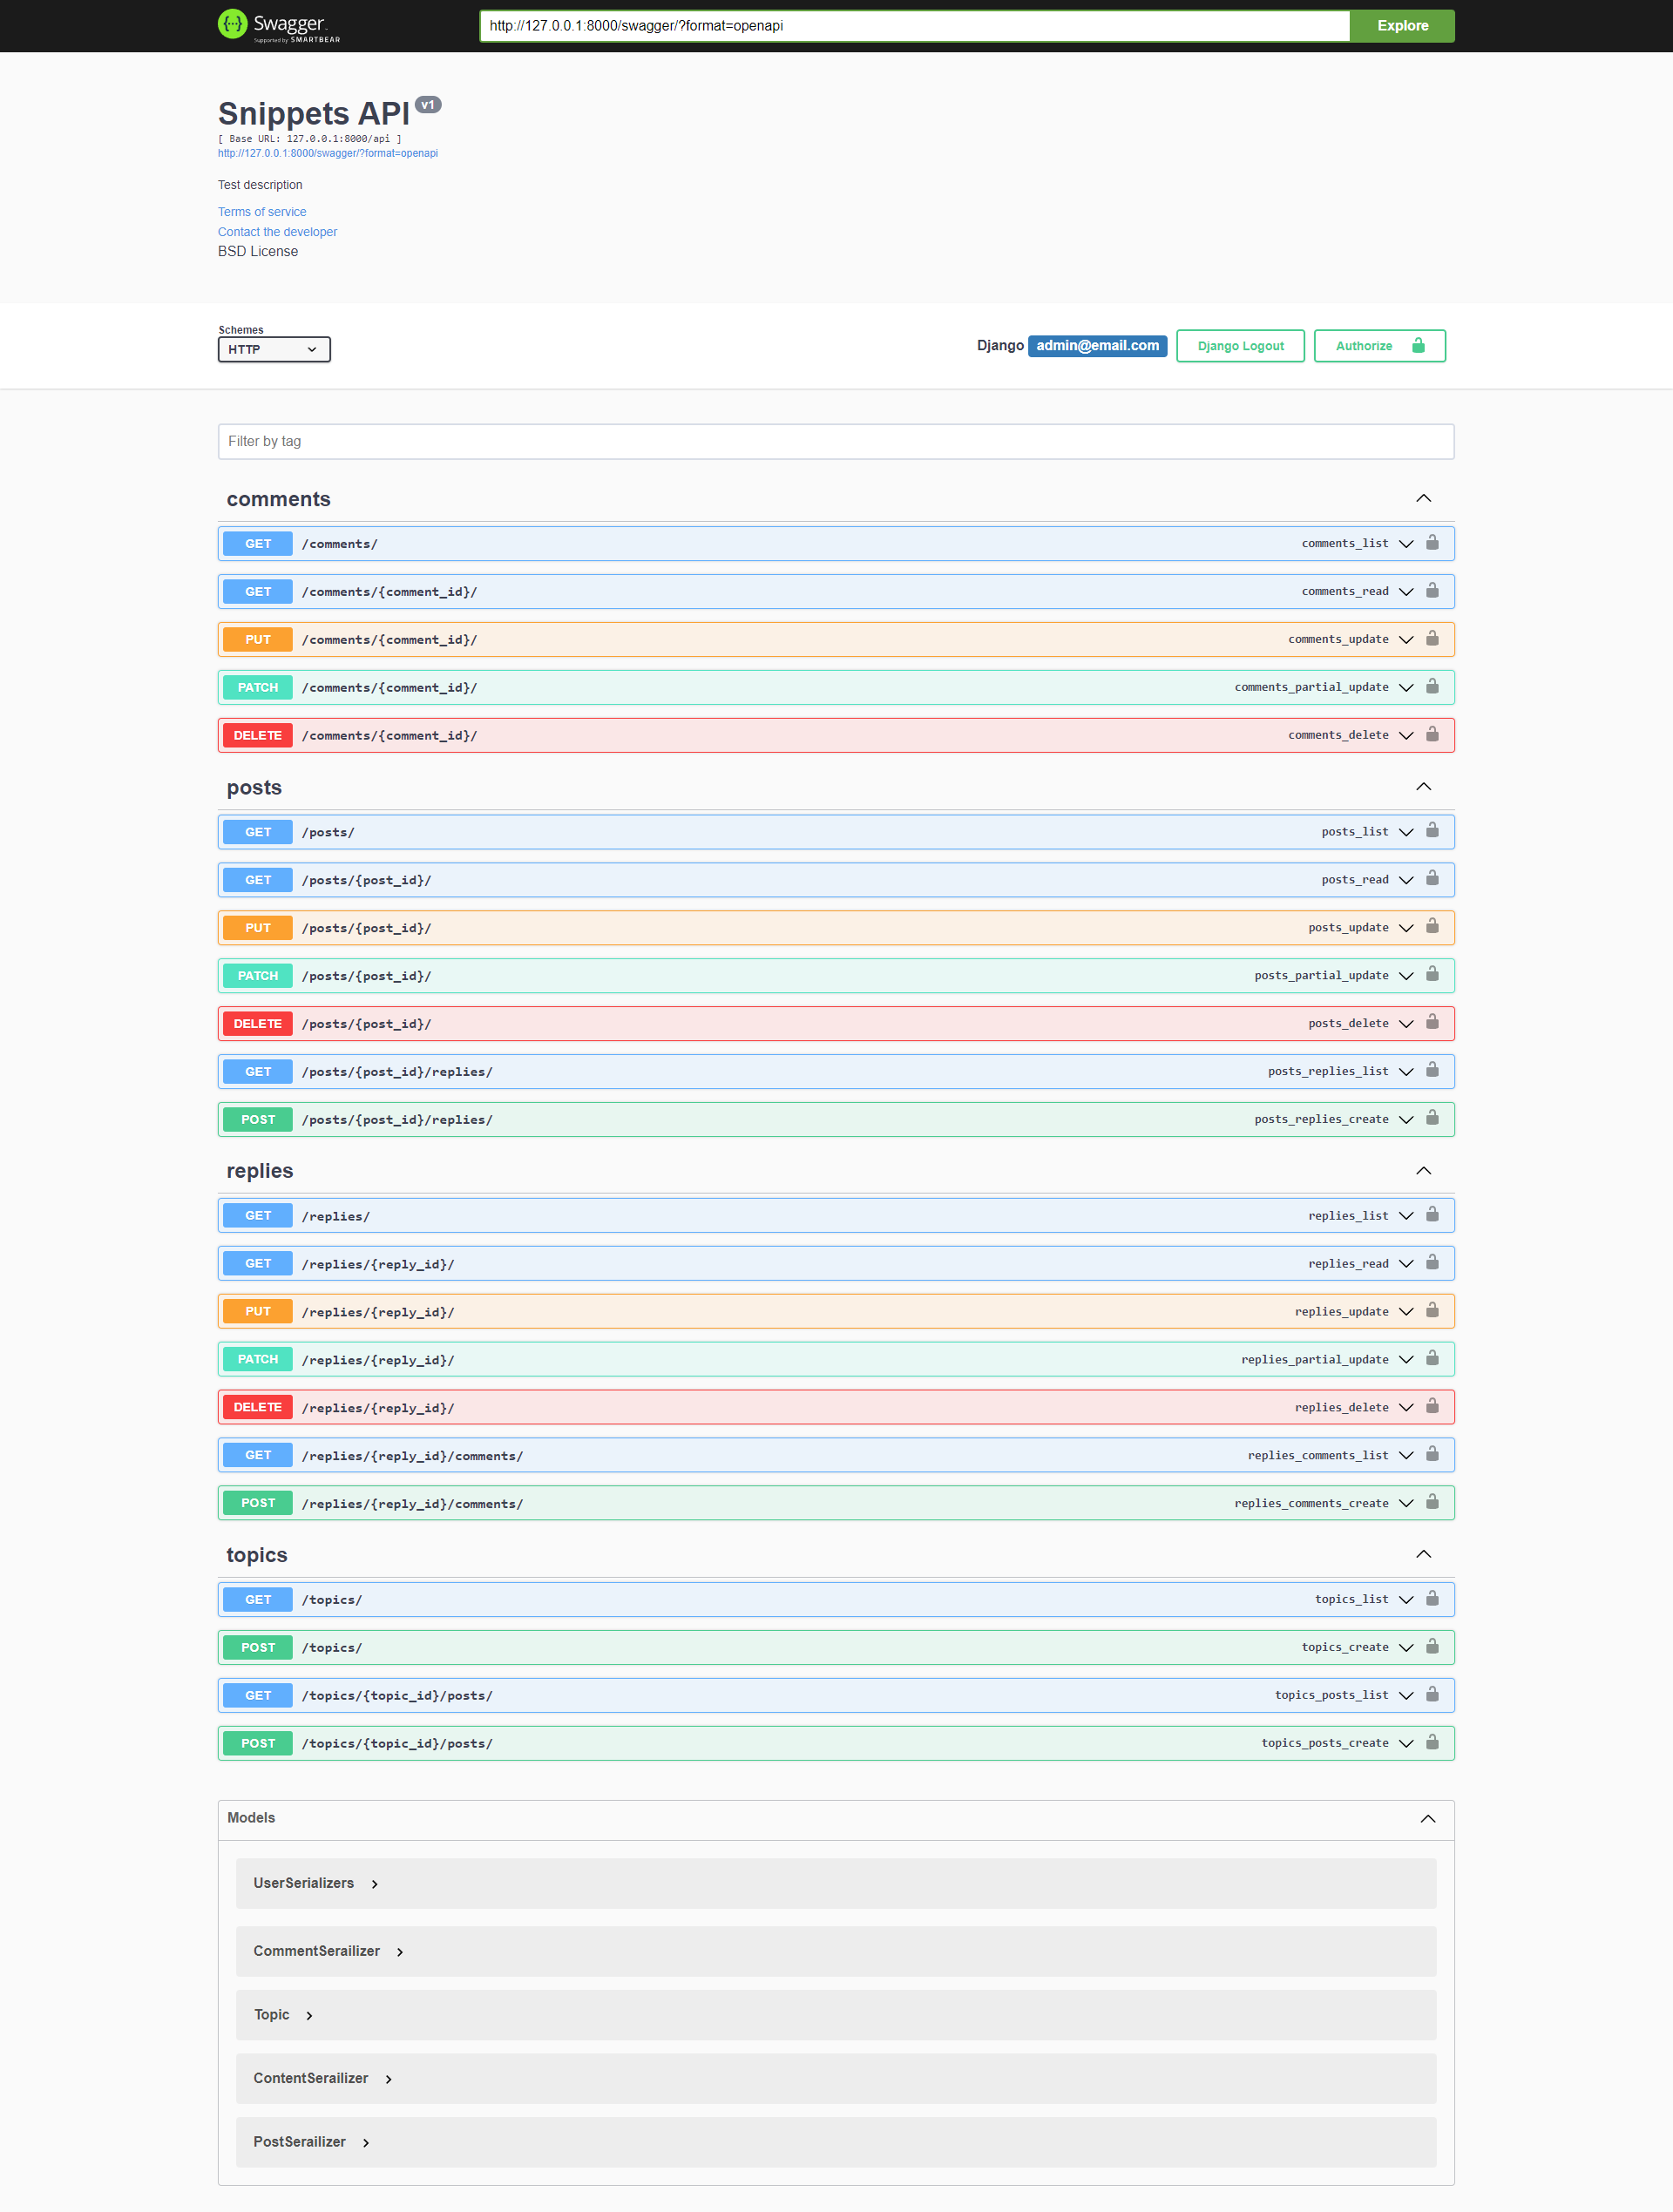 Swagger.
Supported by SMARTBEAR
http://127.0.0.1:8000/swagger/?format=openapi
Explore
Snippets API v1
[ Base URL: 127.0.0.1:8000/api ]
http://127.0.0.1:8000/swagger/?format=openapi
Test description
Terms of service
Contact the developer
BSD License
Schemes
HTTP
Django admin@email.com
Django Logout
Authorize
Filter by tag
comments
GET /comments/ comments_list
GET /comments/{comment_id}/ comments_read
PUT /comments/{comment_id}/ comments_update
PATCH /comments/{comment_id}/ comments_partial_update
DELETE /comments/{comment_id}/ comments_delete
posts
GET /posts/ posts_list
GET /posts/{post_id}/ posts_read
PUT /posts/{post_id}/ posts_update
PATCH /posts/{post_id}/ posts_partial_update
DELETE /posts/{post_id}/ posts_delete
GET /posts/{post_id}/replies/ posts_replies_list
POST /posts/{post_id}/replies/ posts_replies_create
replies
GET /replies/ replies_list
GET /replies/{reply_id}/ replies_read
PUT /replies/{reply_id}/ replies_update
PATCH /replies/{reply_id}/ replies_partial_update
DELETE /replies/{reply_id}/ replies_delete
GET /replies/{reply_id}/comments/ replies_comments_list
POST /replies/{reply_id}/comments/ replies_comments_create
topics
GET /topics/ topics_list
POST /topics/ topics_create
GET /topics/{topic_id}/posts/ topics_posts_list
POST /topics/{topic_id}/posts/ topics_posts_create
Models
UserSerializers
CommentSerailizer
Topic
ContentSerailizer
PostSerailizer